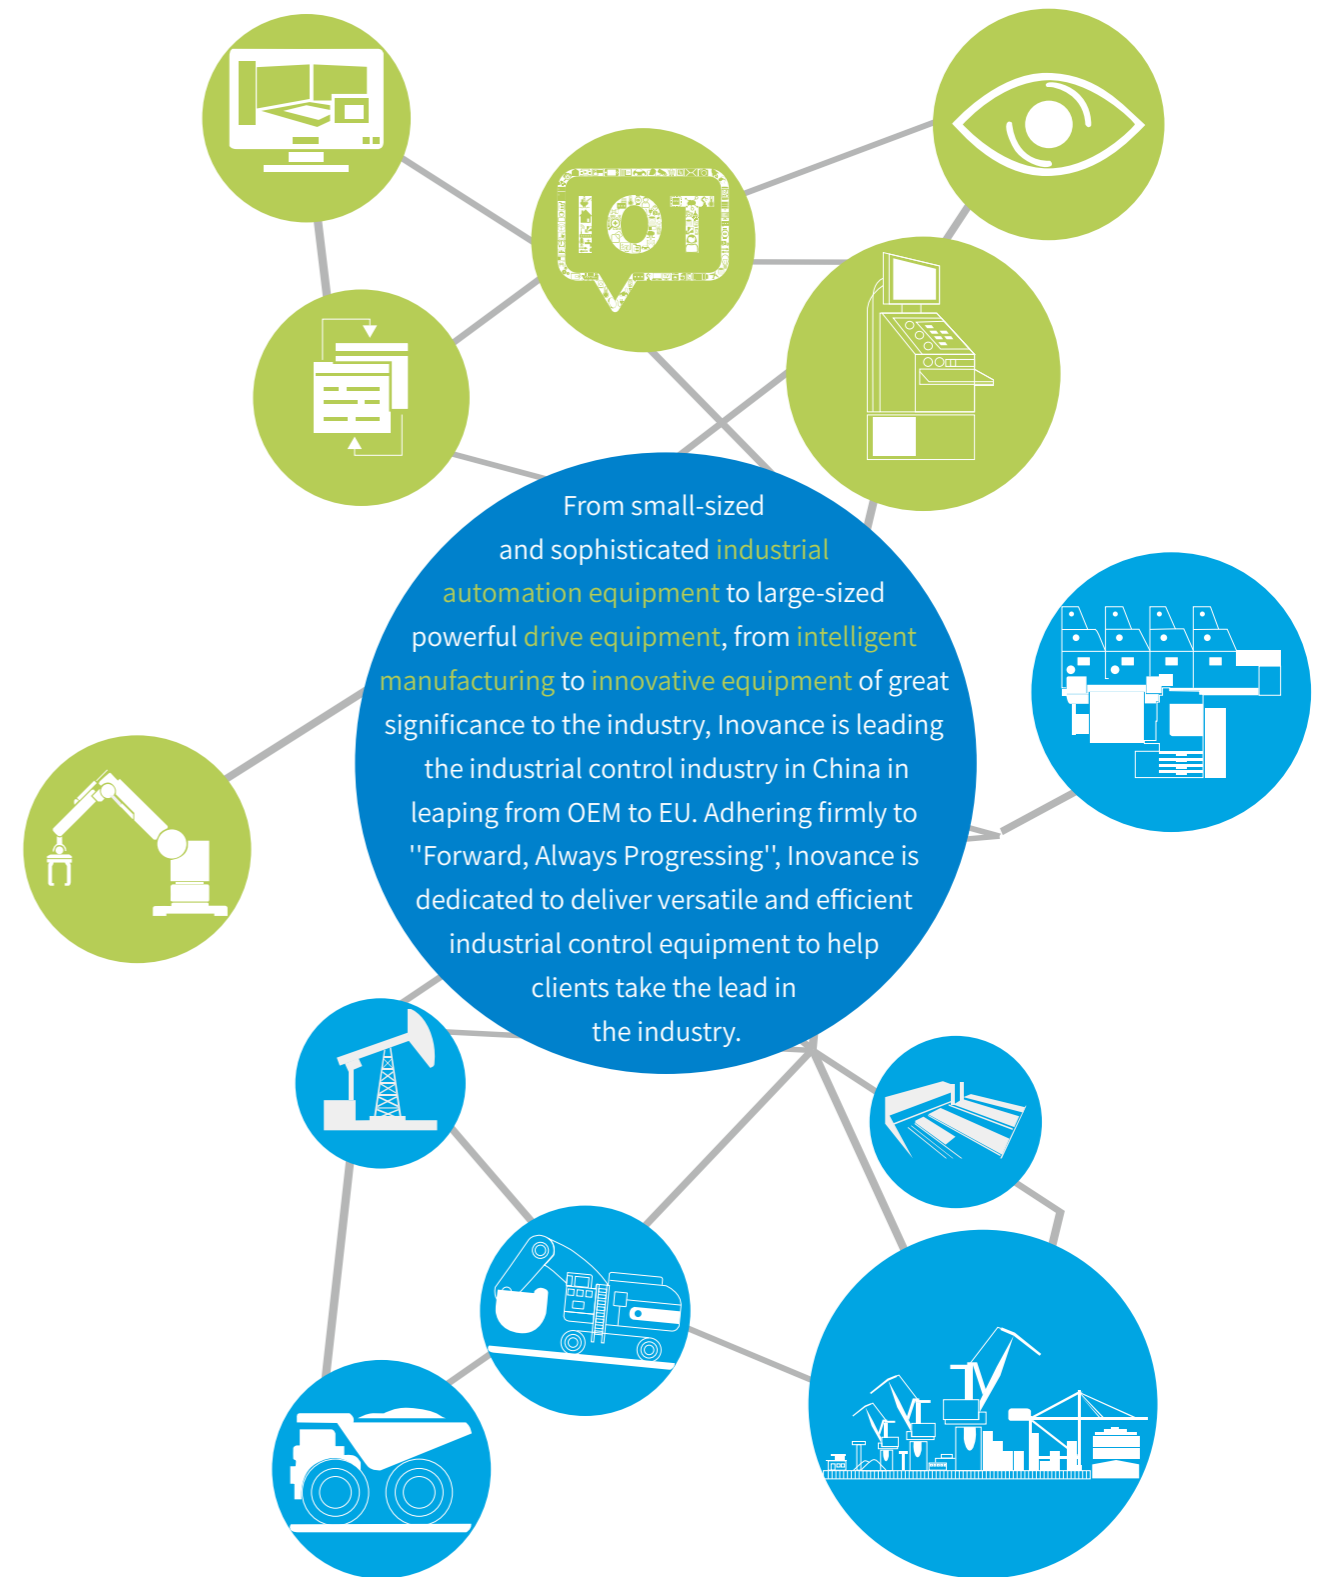 IOT
From small-sized
and sophisticated industrial
automation equipment to large-sized
powerful drive equipment, from intelligent
manufacturing to innovative equipment of great
significance to the industry, Inovance is leading
the industrial control industry in China in
leaping from OEM to EU. Adhering firmly to
''Forward, Always Progressing'', Inovance is
dedicated to deliver versatile and efficient
industrial control equipment to help
clients take the lead in
the industry.